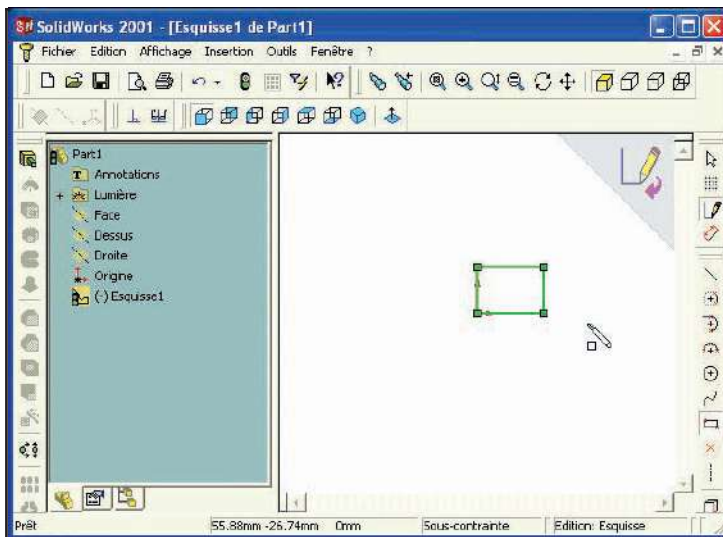 SolidWorks 2001 - [Esquisse1 de Part1]
Fichier Edition Affichage Insertion Outils Fenêtre ?
Part1
Annotations
Lumière
Face
Dessus
Droite
Origine
(-) Esquisse1
Prêt 55.88mm -26.74mm 0mm Sous-contrainte Edition: Esquisse